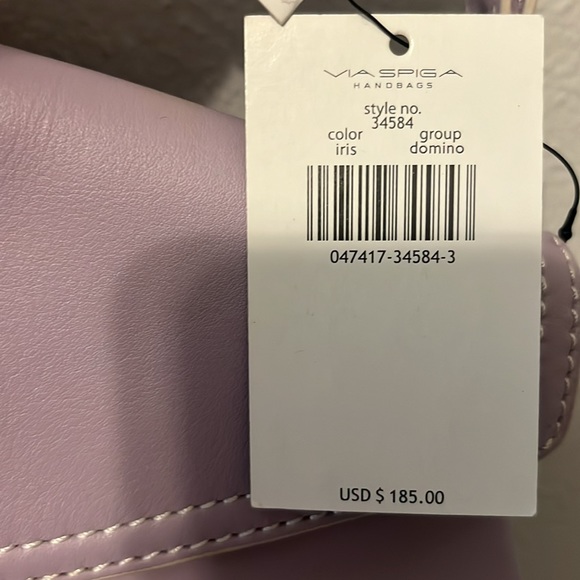 VIA SPIGA
HANDBAGS
style no.
34584
color group
iris domino
047417-34584-3
USD $ 185.00